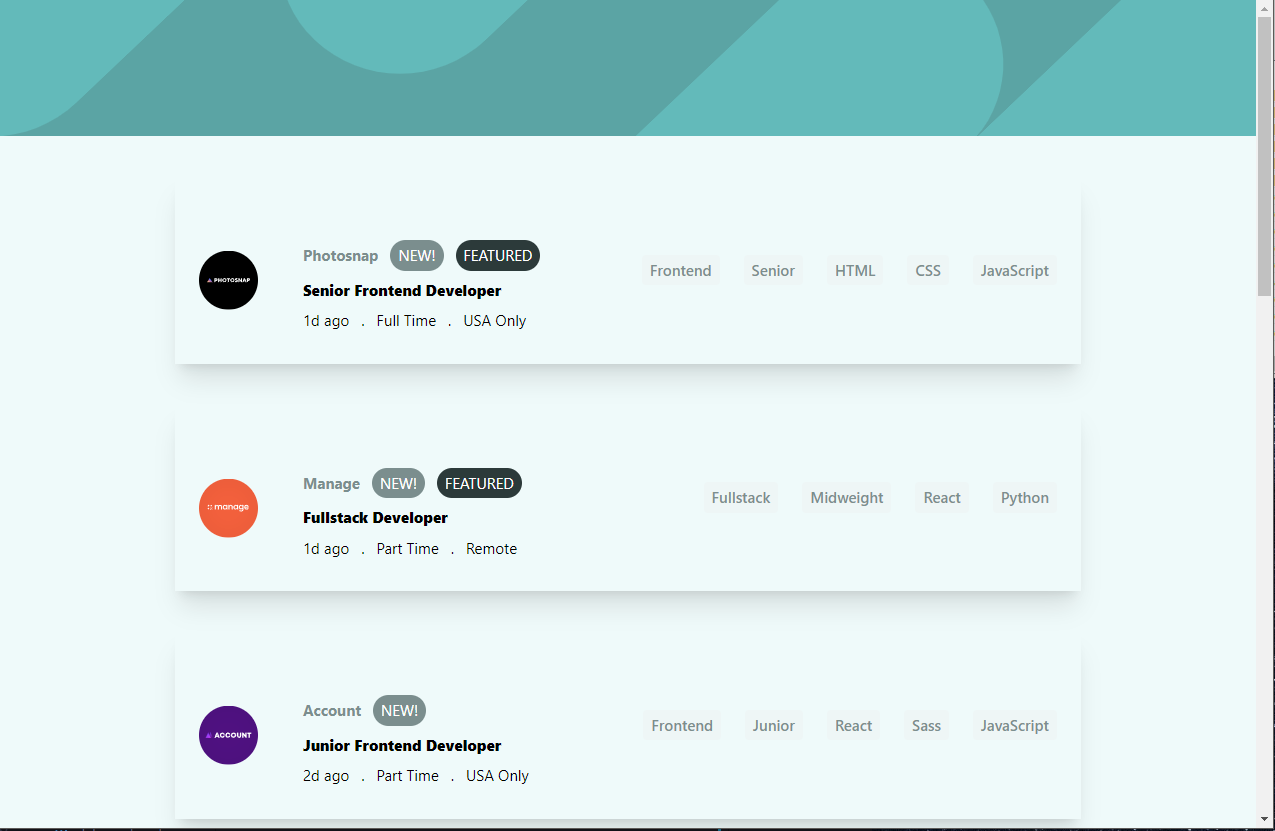 Photosnap NEW! FEATURED
PHOTOSNAP
Frontend Senior HTML CSS JavaScript
Senior Frontend Developer
1d ago . Full Time . USA Only
Manage NEW! FEATURED
manage
Fullstack Midweight React Python
Fullstack Developer
1d ago . Part Time . Remote
Account NEW!
ACCOUNT
Frontend Junior React Sass JavaScript
Junior Frontend Developer
2d ago . Part Time . USA Only